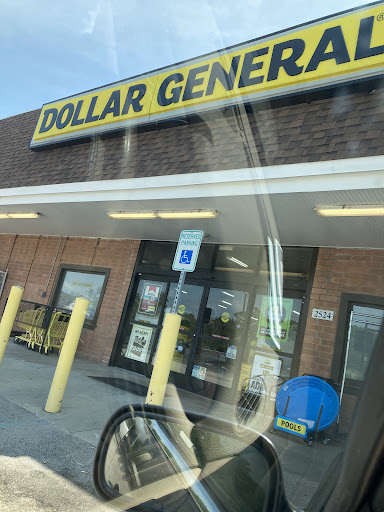 DOLLAR GENERAL®
RESERVED
PARKING
2524
POOLS